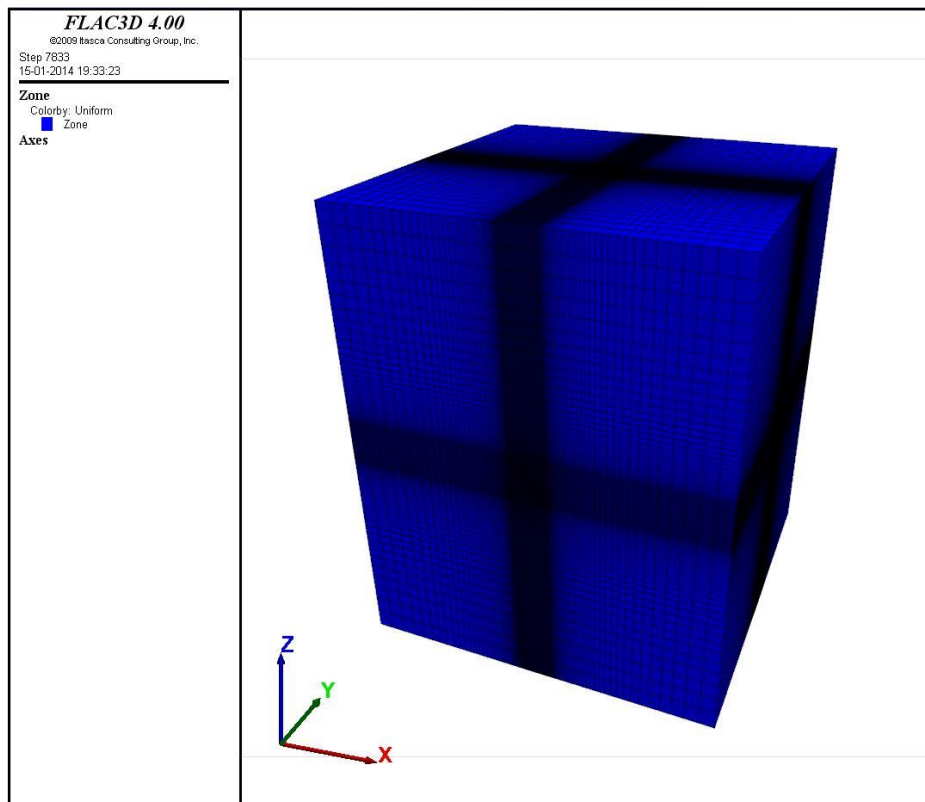 FLAC3D 4.00
©2009 Itasca Consulting Group, Inc.
Step 7833
15-01-2014 19:33:23
Zone
Colorby: Uniform
Zone
Axes
Z
Y
X